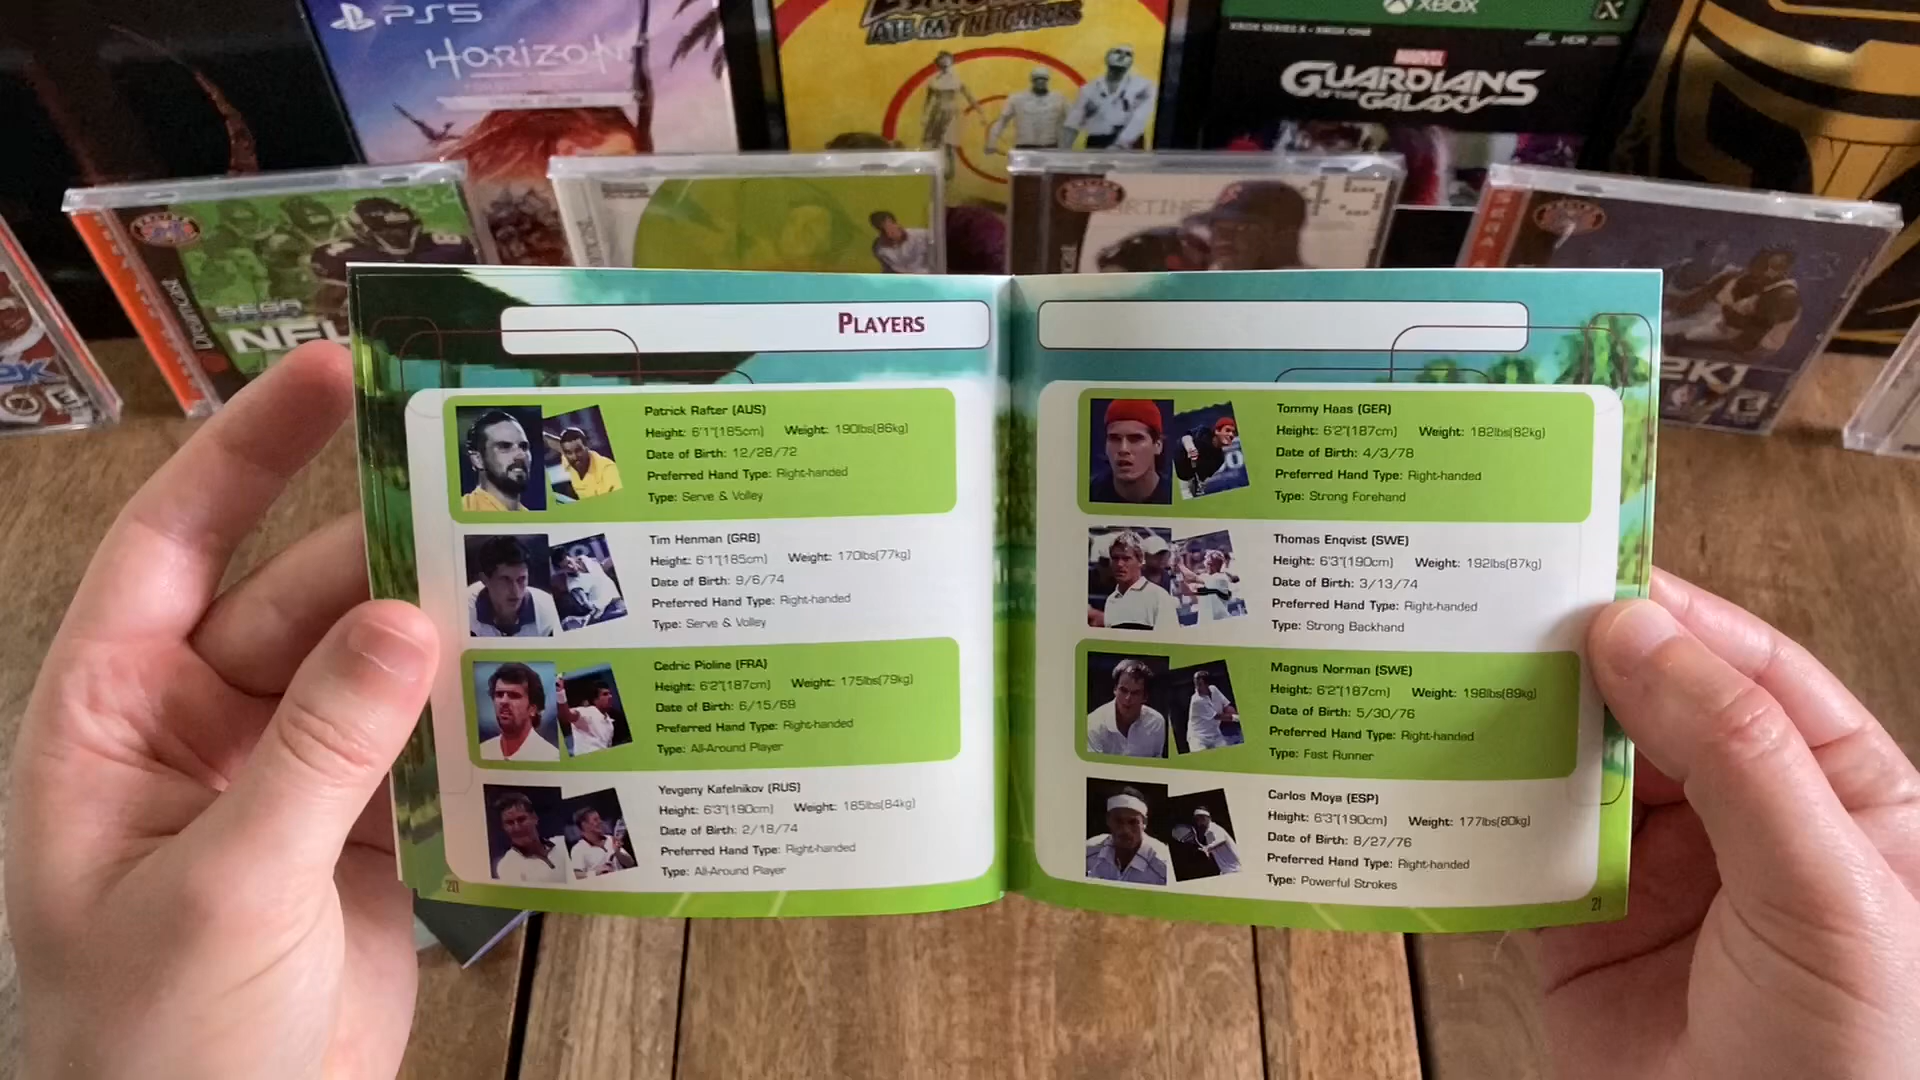 PS5
HORIZON
ATE MY NEIGHBORS
XBOX
XBOX SERIES X · XBOX ONE
4K
HDR
MARVEL
GUARDIANS
OF THE
GALAXY
MARTINEZ
SEGA
NFL
2K
2K1
PLAYERS
Patrick Rafter (AUS)
Height: 6'1"(185cm) Weight: 190lbs(86kg)
Date of Birth: 12/28/72
Preferred Hand Type: Right-handed
Type: Serve & Volley
Tim Henman (GRB)
Height: 6'1"(185cm) Weight: 170lbs(77kg)
Date of Birth: 9/6/74
Preferred Hand Type: Right-handed
Type: Serve & Volley
Cedric Pioline (FRA)
Height: 6'2"(187cm) Weight: 175lbs(79kg)
Date of Birth: 6/15/69
Preferred Hand Type: Right-handed
Type: All-Around Player
Yevgeny Kafelnikov (RUS)
Height: 6'3"(190cm) Weight: 185lbs(84kg)
Date of Birth: 2/18/74
Preferred Hand Type: Right-handed
Type: All-Around Player
20
Tommy Haas (GER)
Height: 6'2"(187cm) Weight: 182lbs(82kg)
Date of Birth: 4/3/78
Preferred Hand Type: Right-handed
Type: Strong Forehand
Thomas Enqvist (SWE)
Height: 6'3"(190cm) Weight: 192lbs(87kg)
Date of Birth: 3/13/74
Preferred Hand Type: Right-handed
Type: Strong Backhand
Magnus Norman (SWE)
Height: 6'2"(187cm) Weight: 198lbs(89kg)
Date of Birth: 5/30/76
Preferred Hand Type: Right-handed
Type: Fast Runner
Carlos Moya (ESP)
Height: 6'3"(190cm) Weight: 177lbs(80kg)
Date of Birth: 8/27/76
Preferred Hand Type: Right-handed
Type: Powerful Strokes
21